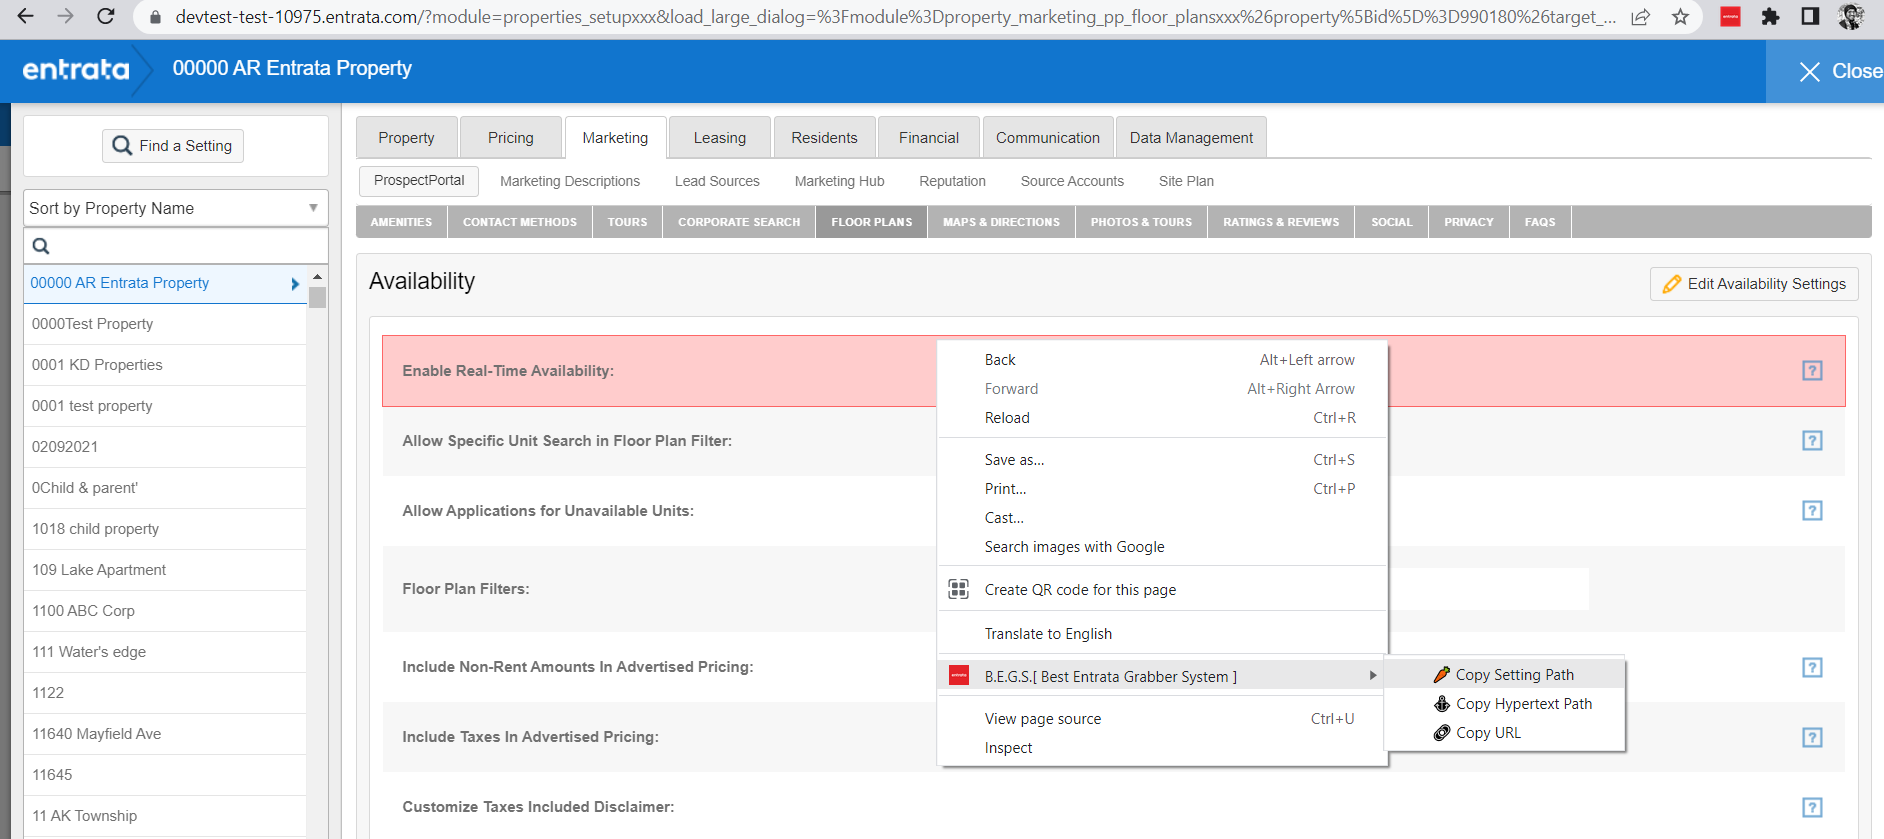 devtest-test-10975.entrata.com/?module=properties_setupxxx&load_large_dialog=%3Fmodule%3Dproperty_marketing_pp_floor_plansxxx%26property%5Bid%5D%3D990180%26target_...
entrata
00000 AR Entrata Property
Close
Find a Setting
Sort by Property Name
00000 AR Entrata Property
0000Test Property
0001 KD Properties
0001 test property
02092021
0Child & parent'
1018 child property
109 Lake Apartment
1100 ABC Corp
111 Water's edge
1122
11640 Mayfield Ave
11645
11 AK Township
Property Pricing Marketing Leasing Residents Financial Communication Data Management
ProspectPortal Marketing Descriptions Lead Sources Marketing Hub Reputation Source Accounts Site Plan
AMENITIES CONTACT METHODS TOURS CORPORATE SEARCH FLOOR PLANS MAPS & DIRECTIONS PHOTOS & TOURS RATINGS & REVIEWS SOCIAL PRIVACY FAQS
Availability
Edit Availability Settings
Enable Real-Time Availability: ?
Allow Specific Unit Search in Floor Plan Filter: ?
Allow Applications for Unavailable Units: ?
Floor Plan Filters:
Include Non-Rent Amounts In Advertised Pricing: ?
Include Taxes In Advertised Pricing: ?
Customize Taxes Included Disclaimer: ?
Back Alt+Left arrow
Forward Alt+Right Arrow
Reload Ctrl+R
Save as... Ctrl+S
Print... Ctrl+P
Cast...
Search images with Google
Create QR code for this page
Translate to English
B.E.G.S.[ Best Entrata Grabber System ]
View page source Ctrl+U
Inspect
Copy Setting Path
Copy Hypertext Path
Copy URL